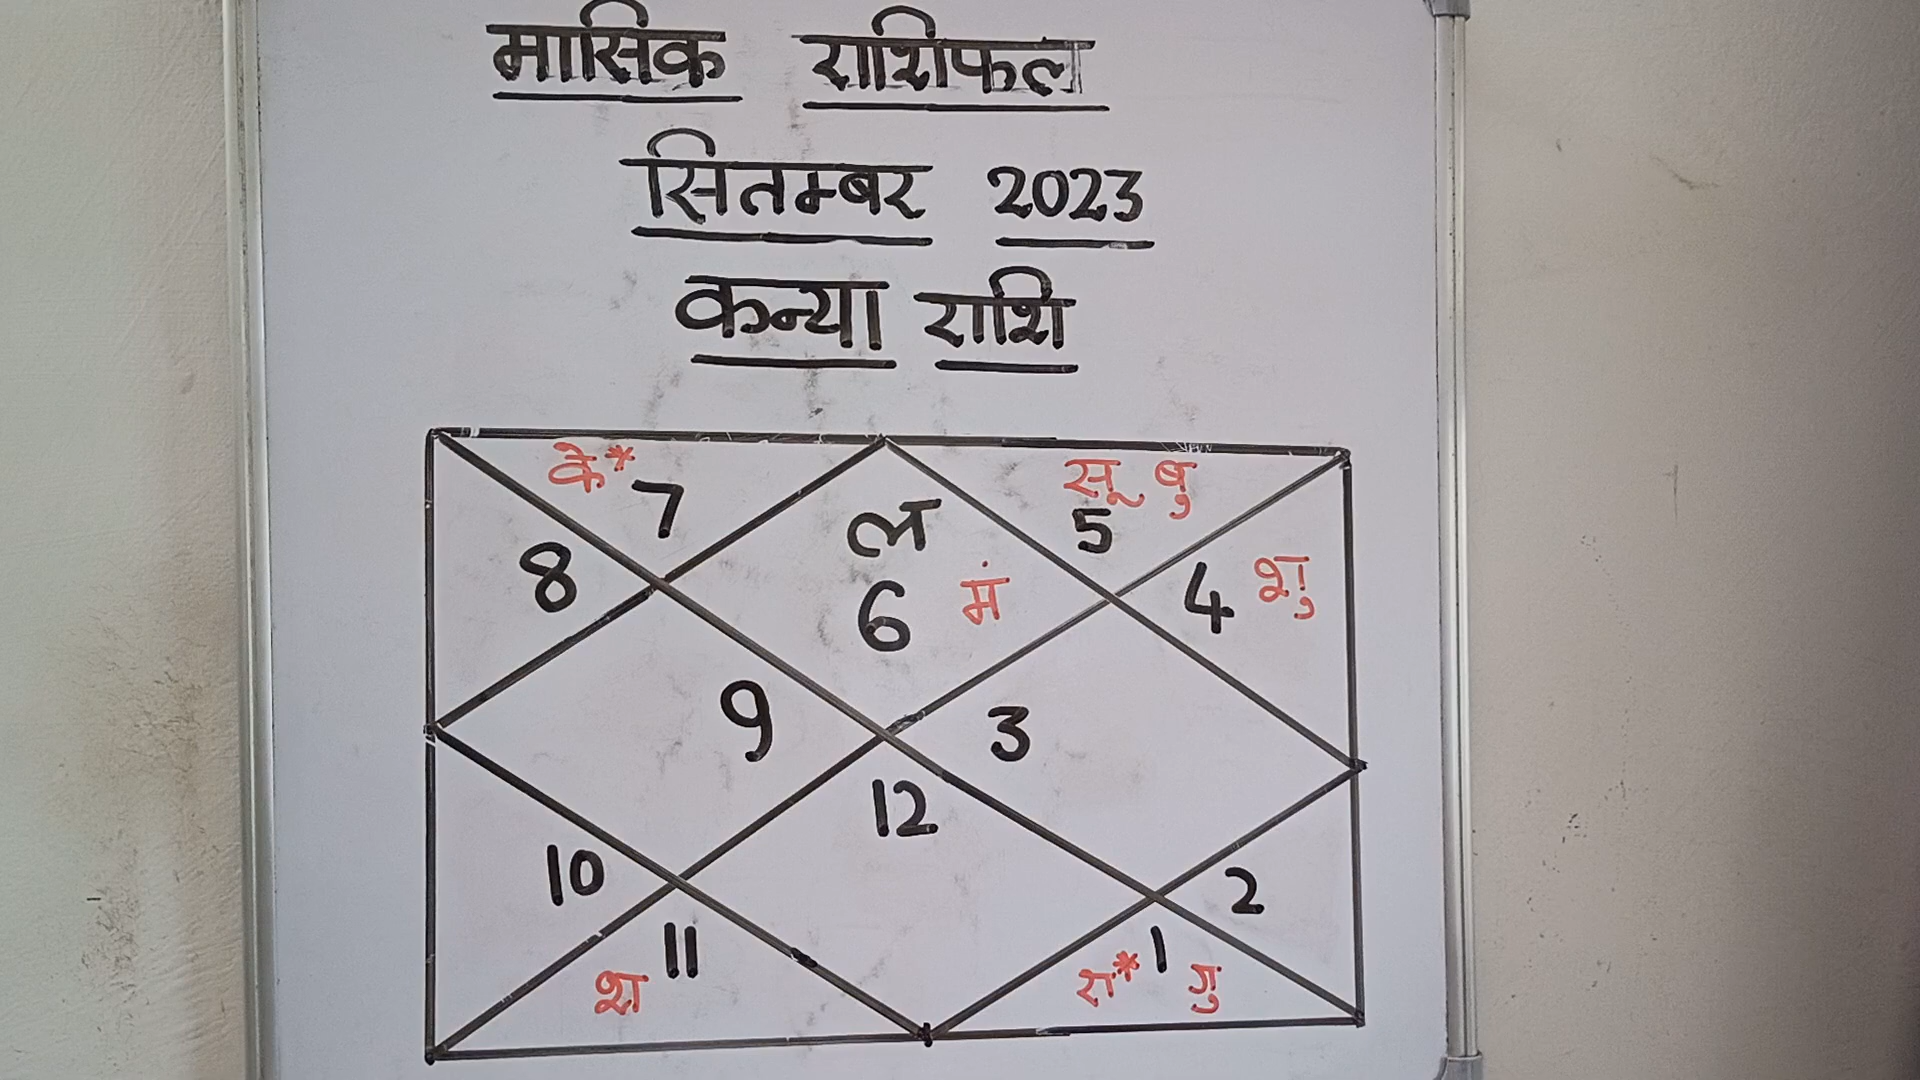 मासिक राशिफल
सितम्बर 2023
कन्या राशि
के* 7
सू बु 5
ल
8
6 मं
4 शु
9
3
12
10
2
श 11
रा* 1 गु